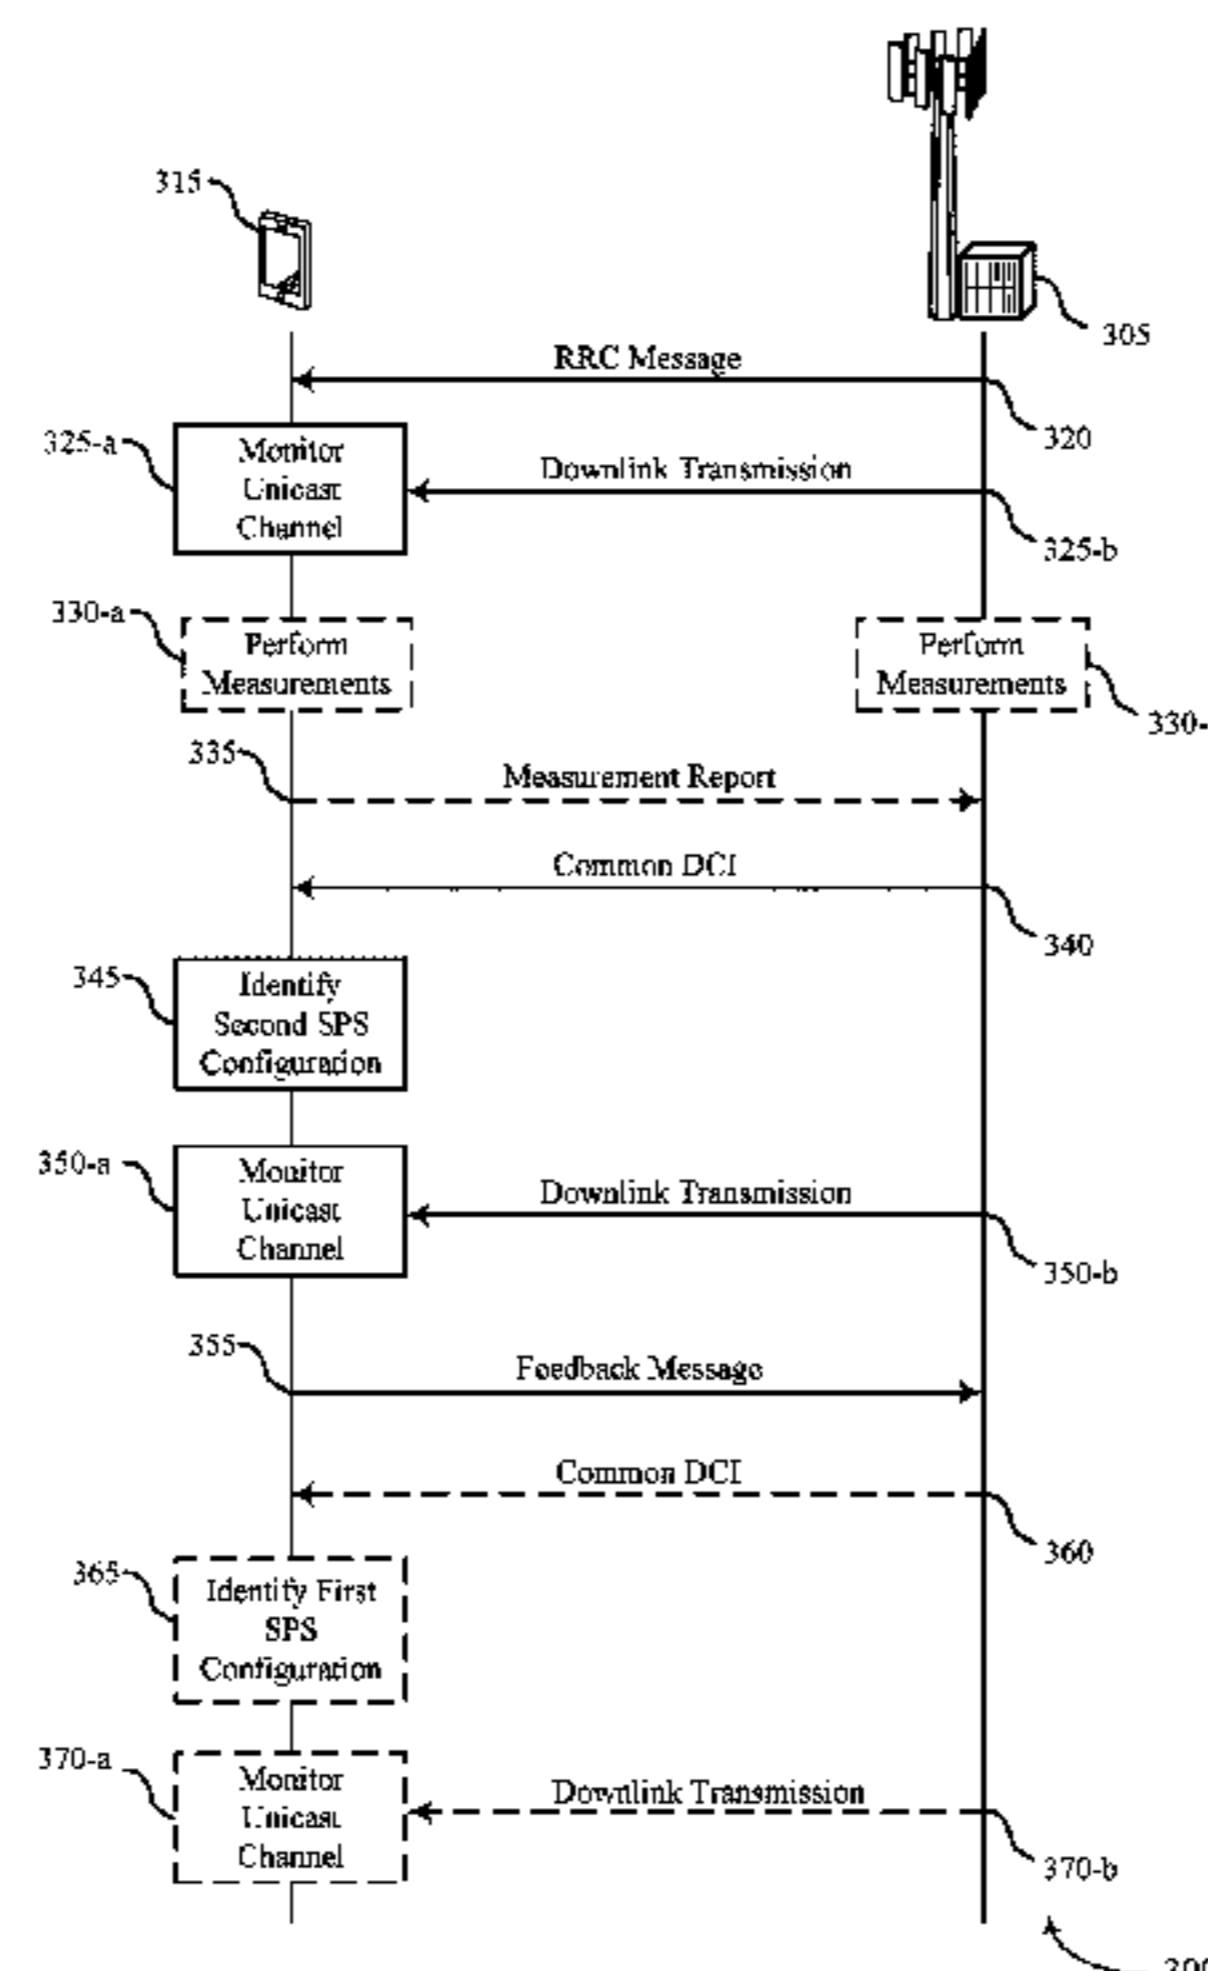 315
305
RRC Message
320
325-a
Monitor
Unicast
Channel
Downlink Transmission
325-b
330-a
Perform
Measurements
Perform
Measurements
330-
335
Measurement Report
Common DCI
340
345
Identify
Second SPS
Configuration
350-a
Monitor
Unicast
Channel
Downlink Transmission
350-b
355
Feedback Message
Common DCI
360
365
Identify First
SPS
Configuration
370-a
Monitor
Unicast
Channel
Downlink Transmission
370-b